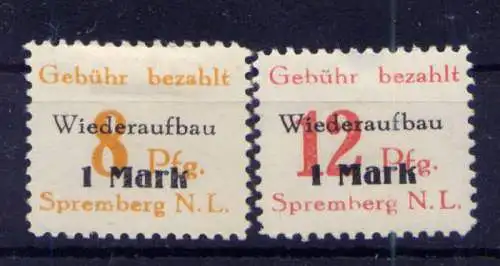 Gebühr bezahlt
Wiederaufbau
8 Pfg.
1 Mark
Spremberg N. L.
Gebühr bezahlt
Wiederaufbau
12 Pfg.
1 Mark
Spremberg N. L.